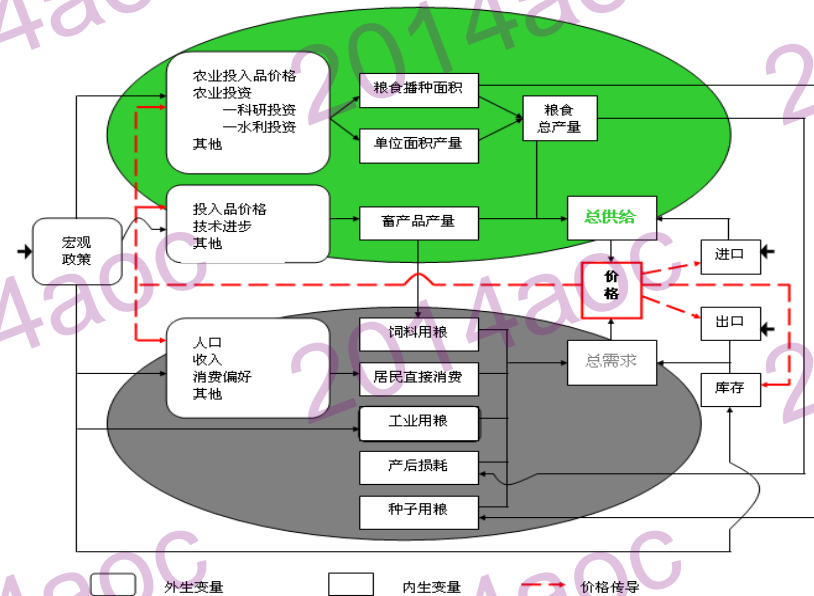 农业投入品价格
农业投资
—科研投资
—水利投资
其他
粮食播种面积
单位面积产量
粮食
总产量
投入品价格
技术进步
其他
畜产品产量
总供给
宏观
政策
进口
价
格
出口
人口
收入
消费偏好
其他
饲料用粮
居民直接消费
总需求
库存
工业用粮
产后损耗
种子用粮
外生变量
内生变量
价格传导
2014aoc
2014aoc
2014aoc
2014aoc